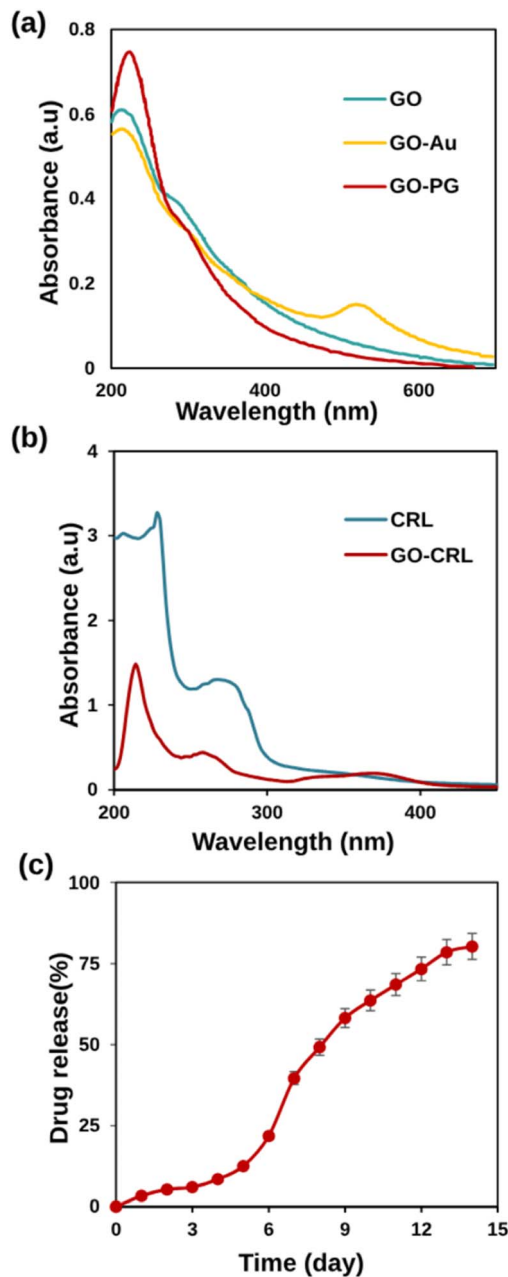 (a)
0.8
0.6
0.4
0.2
0
Absorbance (a.u)
GO
GO-Au
GO-PG
200
400
600
Wavelength (nm)
(b)
4
3
2
1
0
Absorbance (a.u)
CRL
GO-CRL
200
300
400
Wavelength (nm)
(c)
100
75
50
25
0
Drug release(%)
0
3
6
9
12
15
Time (day)